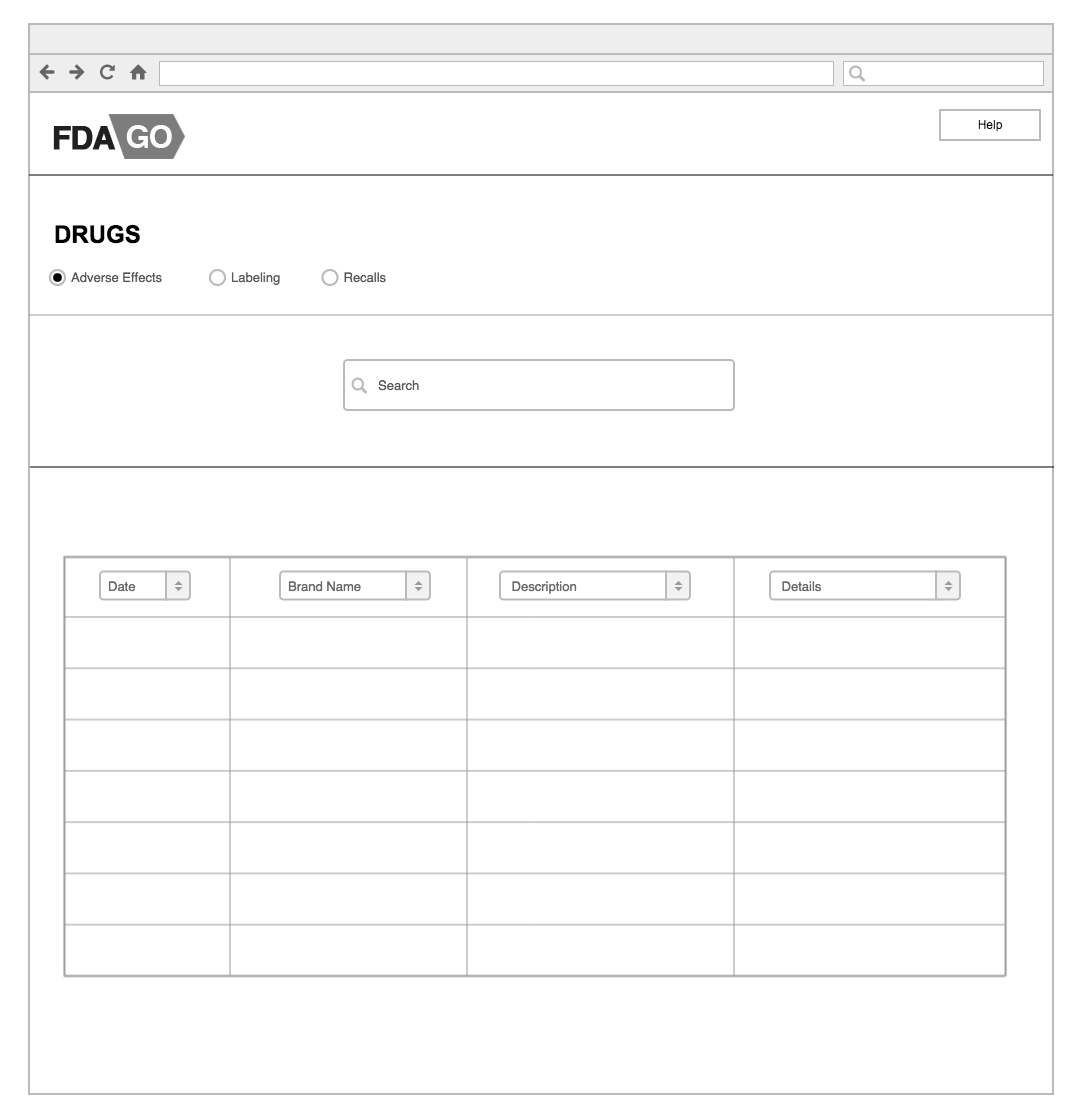 FDA GO
Help
DRUGS
Adverse Effects Labeling Recalls
Search
Date Brand Name Description Details